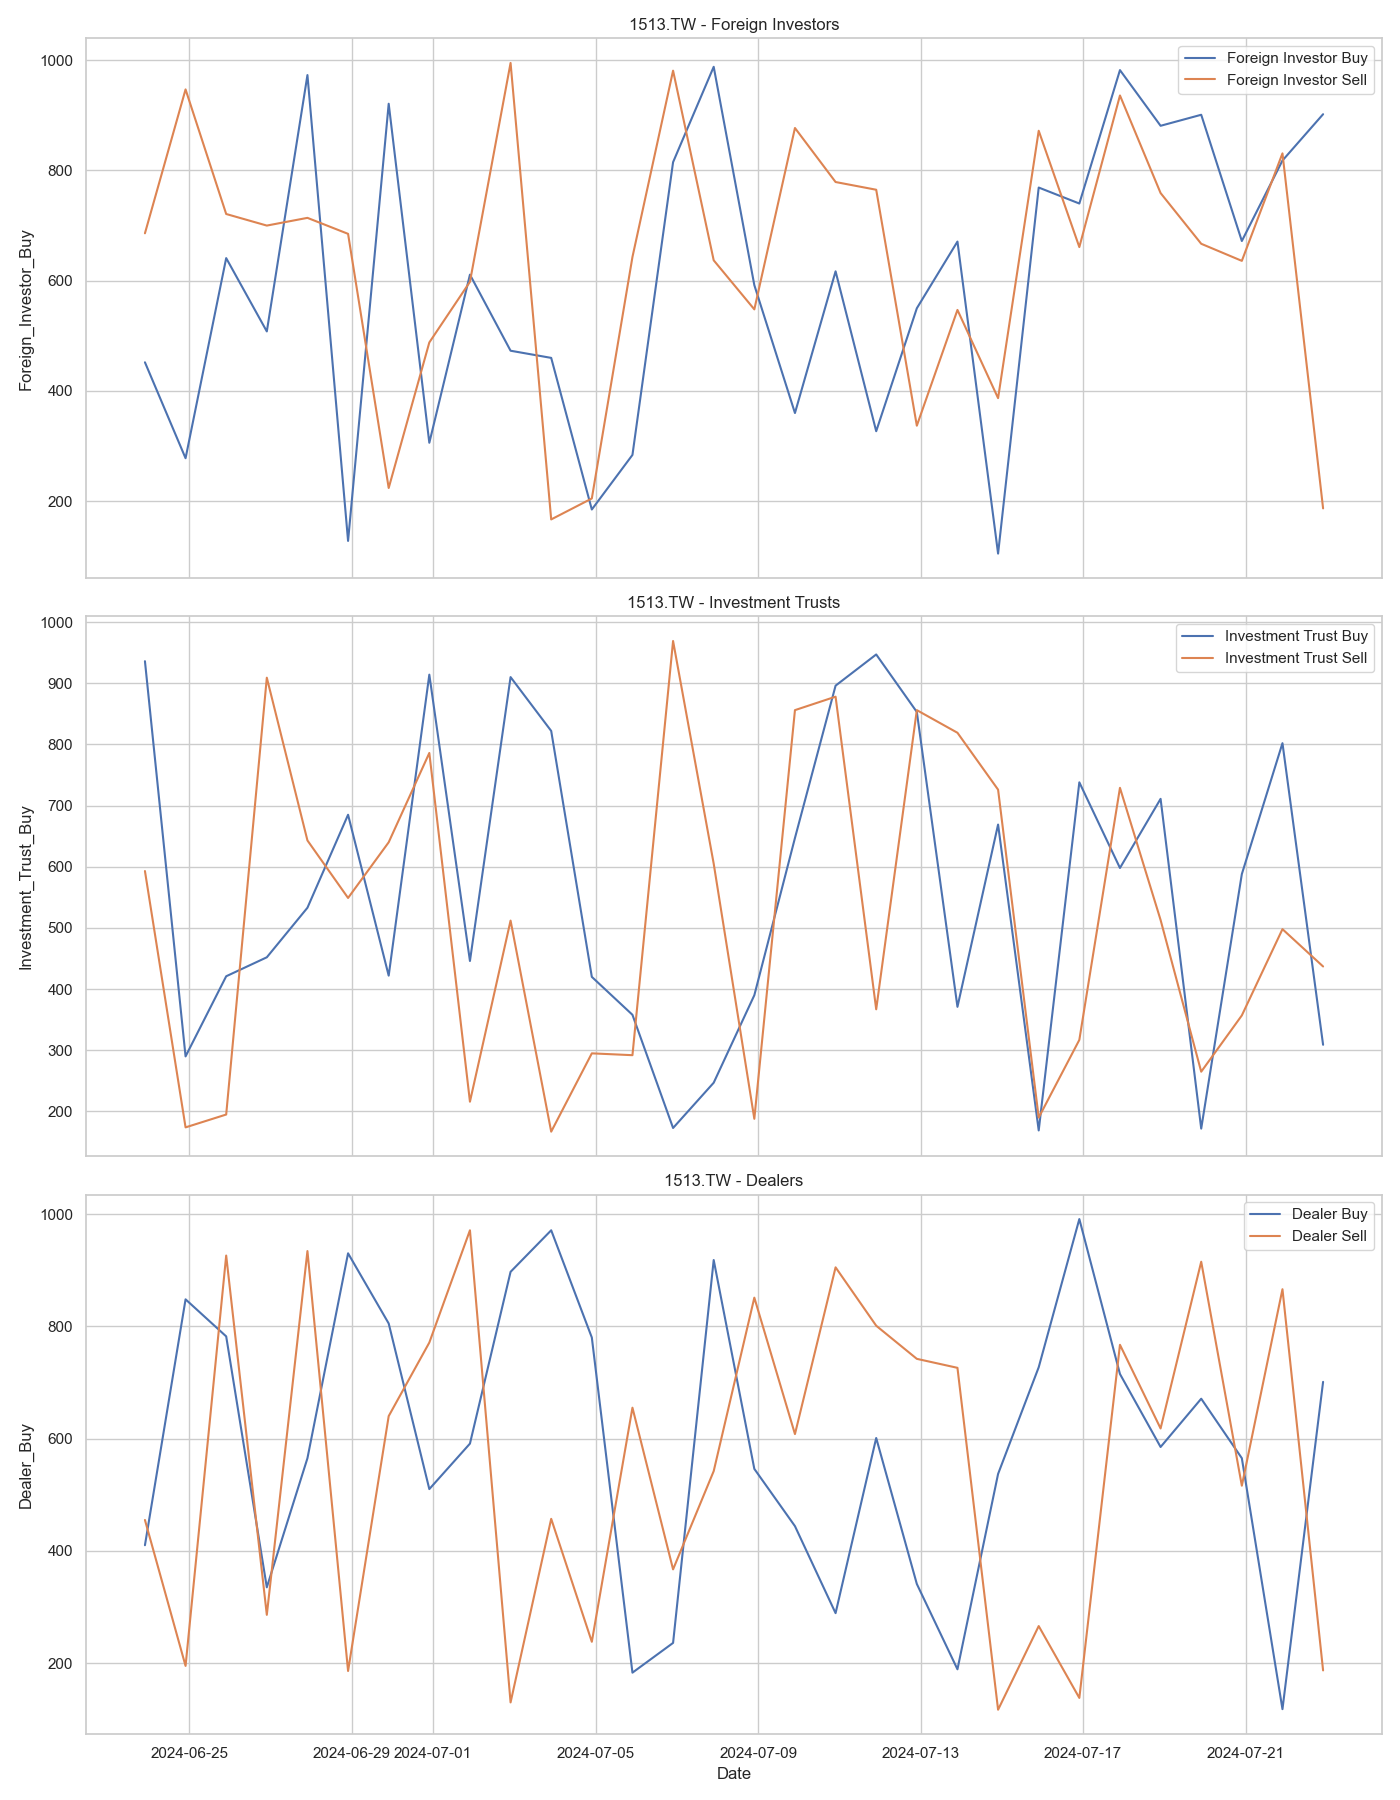 1513.TW - Foreign Investors
Foreign Investor Buy
Foreign Investor Sell
Foreign_Investor_Buy
1000
800
600
400
200
1513.TW - Investment Trusts
Investment Trust Buy
Investment Trust Sell
Investment_Trust_Buy
1000
900
800
700
600
500
400
300
200
1513.TW - Dealers
Dealer Buy
Dealer Sell
Dealer_Buy
1000
800
600
400
200
2024-06-25 2024-06-29 2024-07-01 2024-07-05 2024-07-09 2024-07-13 2024-07-17 2024-07-21
Date